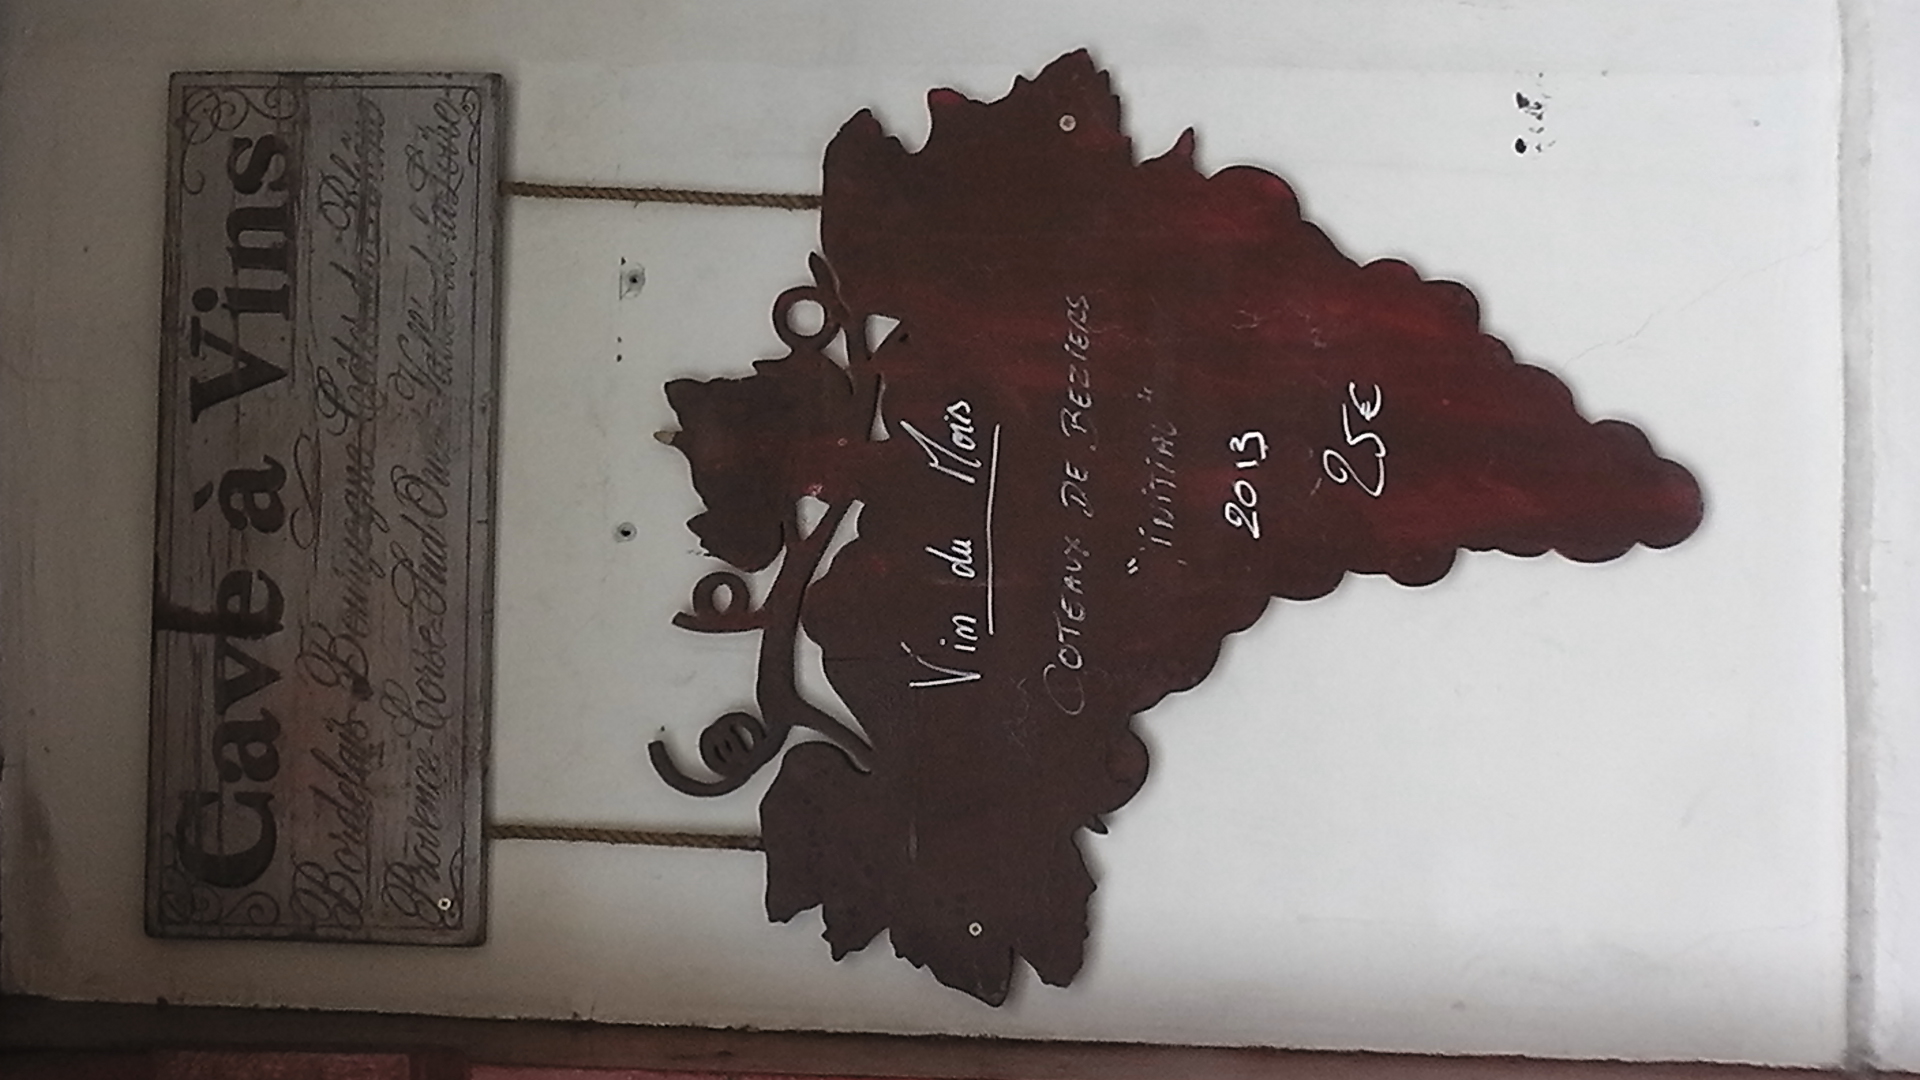 Cave à Vins
Bordelais Bourgogne Côtes du Rhône
Provence Corse Sud Ouest Val de Loire
Vin du Mois
COTEAUX DE BEZIERS
"INITIAL"
2013
25€